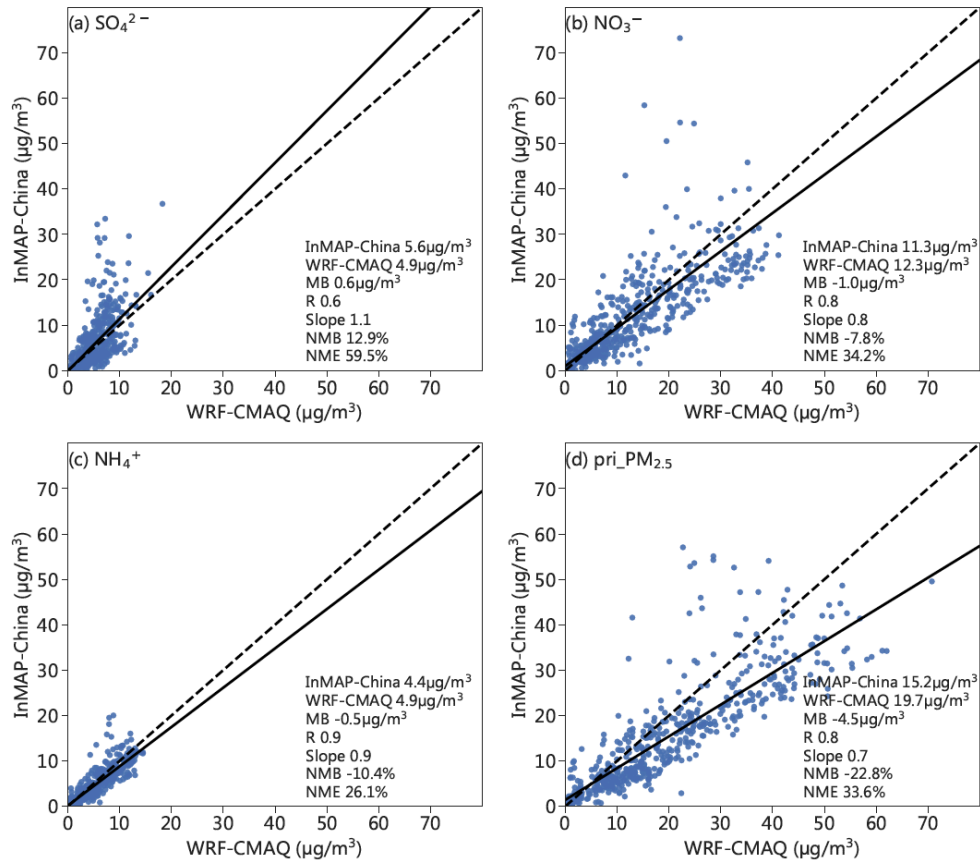 (a) SO₄²⁻
InMAP-China (μg/m³)
70
60
50
40
30
20
10
0
InMAP-China 5.6μg/m³
WRF-CMAQ 4.9μg/m³
MB 0.6μg/m³
R 0.6
Slope 1.1
NMB 12.9%
NME 59.5%
0 10 20 30 40 50 60 70
WRF-CMAQ (μg/m³)
(b) NO₃⁻
InMAP-China (μg/m³)
70
60
50
40
30
20
10
0
InMAP-China 11.3μg/m³
WRF-CMAQ 12.3μg/m³
MB -1.0μg/m³
R 0.8
Slope 0.8
NMB -7.8%
NME 34.2%
0 10 20 30 40 50 60 70
WRF-CMAQ (μg/m³)
(c) NH₄⁺
InMAP-China (μg/m³)
70
60
50
40
30
20
10
0
InMAP-China 4.4μg/m³
WRF-CMAQ 4.9μg/m³
MB -0.5μg/m³
R 0.9
Slope 0.9
NMB -10.4%
NME 26.1%
0 10 20 30 40 50 60 70
WRF-CMAQ (μg/m³)
(d) pri_PM₂.₅
InMAP-China (μg/m³)
70
60
50
40
30
20
10
0
InMAP-China 15.2μg/m³
WRF-CMAQ 19.7μg/m³
MB -4.5μg/m³
R 0.8
Slope 0.7
NMB -22.8%
NME 33.6%
0 10 20 30 40 50 60 70
WRF-CMAQ (μg/m³)